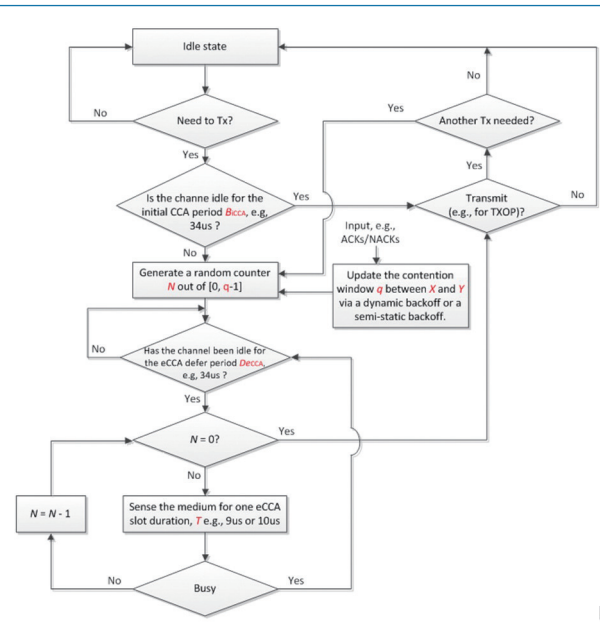 Idle state
No
No
Need to Tx?
Yes
Another Tx needed?
Yes
Yes
Is the channe idle for the
initial CCA period BICCA, e.g,
34us ?
Yes
Transmit
(e.g., for TXOP)?
No
Input, e.g.,
ACKs/NACKs
No
Generate a random counter
N out of [0, q-1]
Update the contention
window q between X and Y
via a dynamic backoff or a
semi-static backoff.
No
Has the channel been idle for
the eCCA defer period DeCCA,
e.g, 34us ?
Yes
N = 0?
Yes
No
N = N - 1
Sense the medium for one eCCA
slot duration, T e.g., 9us or 10us
No
Busy
Yes